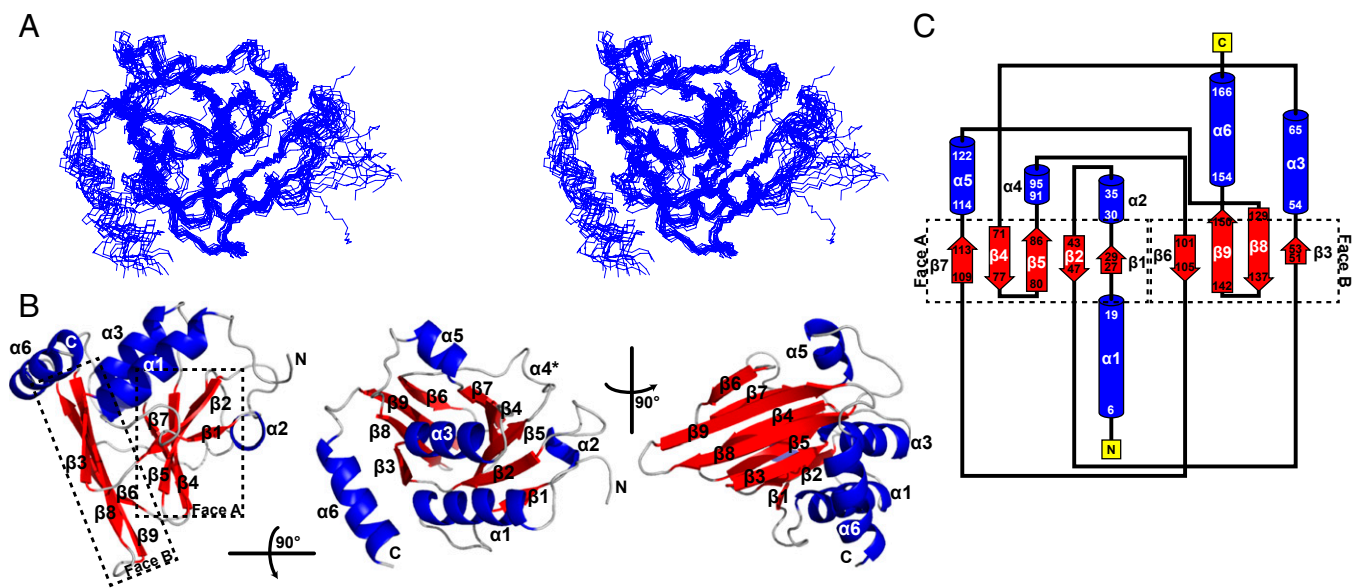 A
B
C
α6
C
α3
α1
N
β2
β7
β1
α2
β3
β5
β4
β6
β8
Face A
β9
Face B
90°
α5
α4*
β7
β6
β9
β4
β8
α3
β5
α2
β3
β2
N
β1
α6
α1
C
90°
α5
β6
β7
β4
β9
β5
α3
β8
β3
β2
β1
α1
α6
C
C
166
α6
154
65
α3
54
122
α5
114
α4
95
91
35
30
α2
Face A
β7
113
109
71
β4
77
86
β5
80
43
β2
47
29
27
β1
β6
101
105
150
β9
142
129
β8
137
53
51
β3
Face B
19
α1
6
N